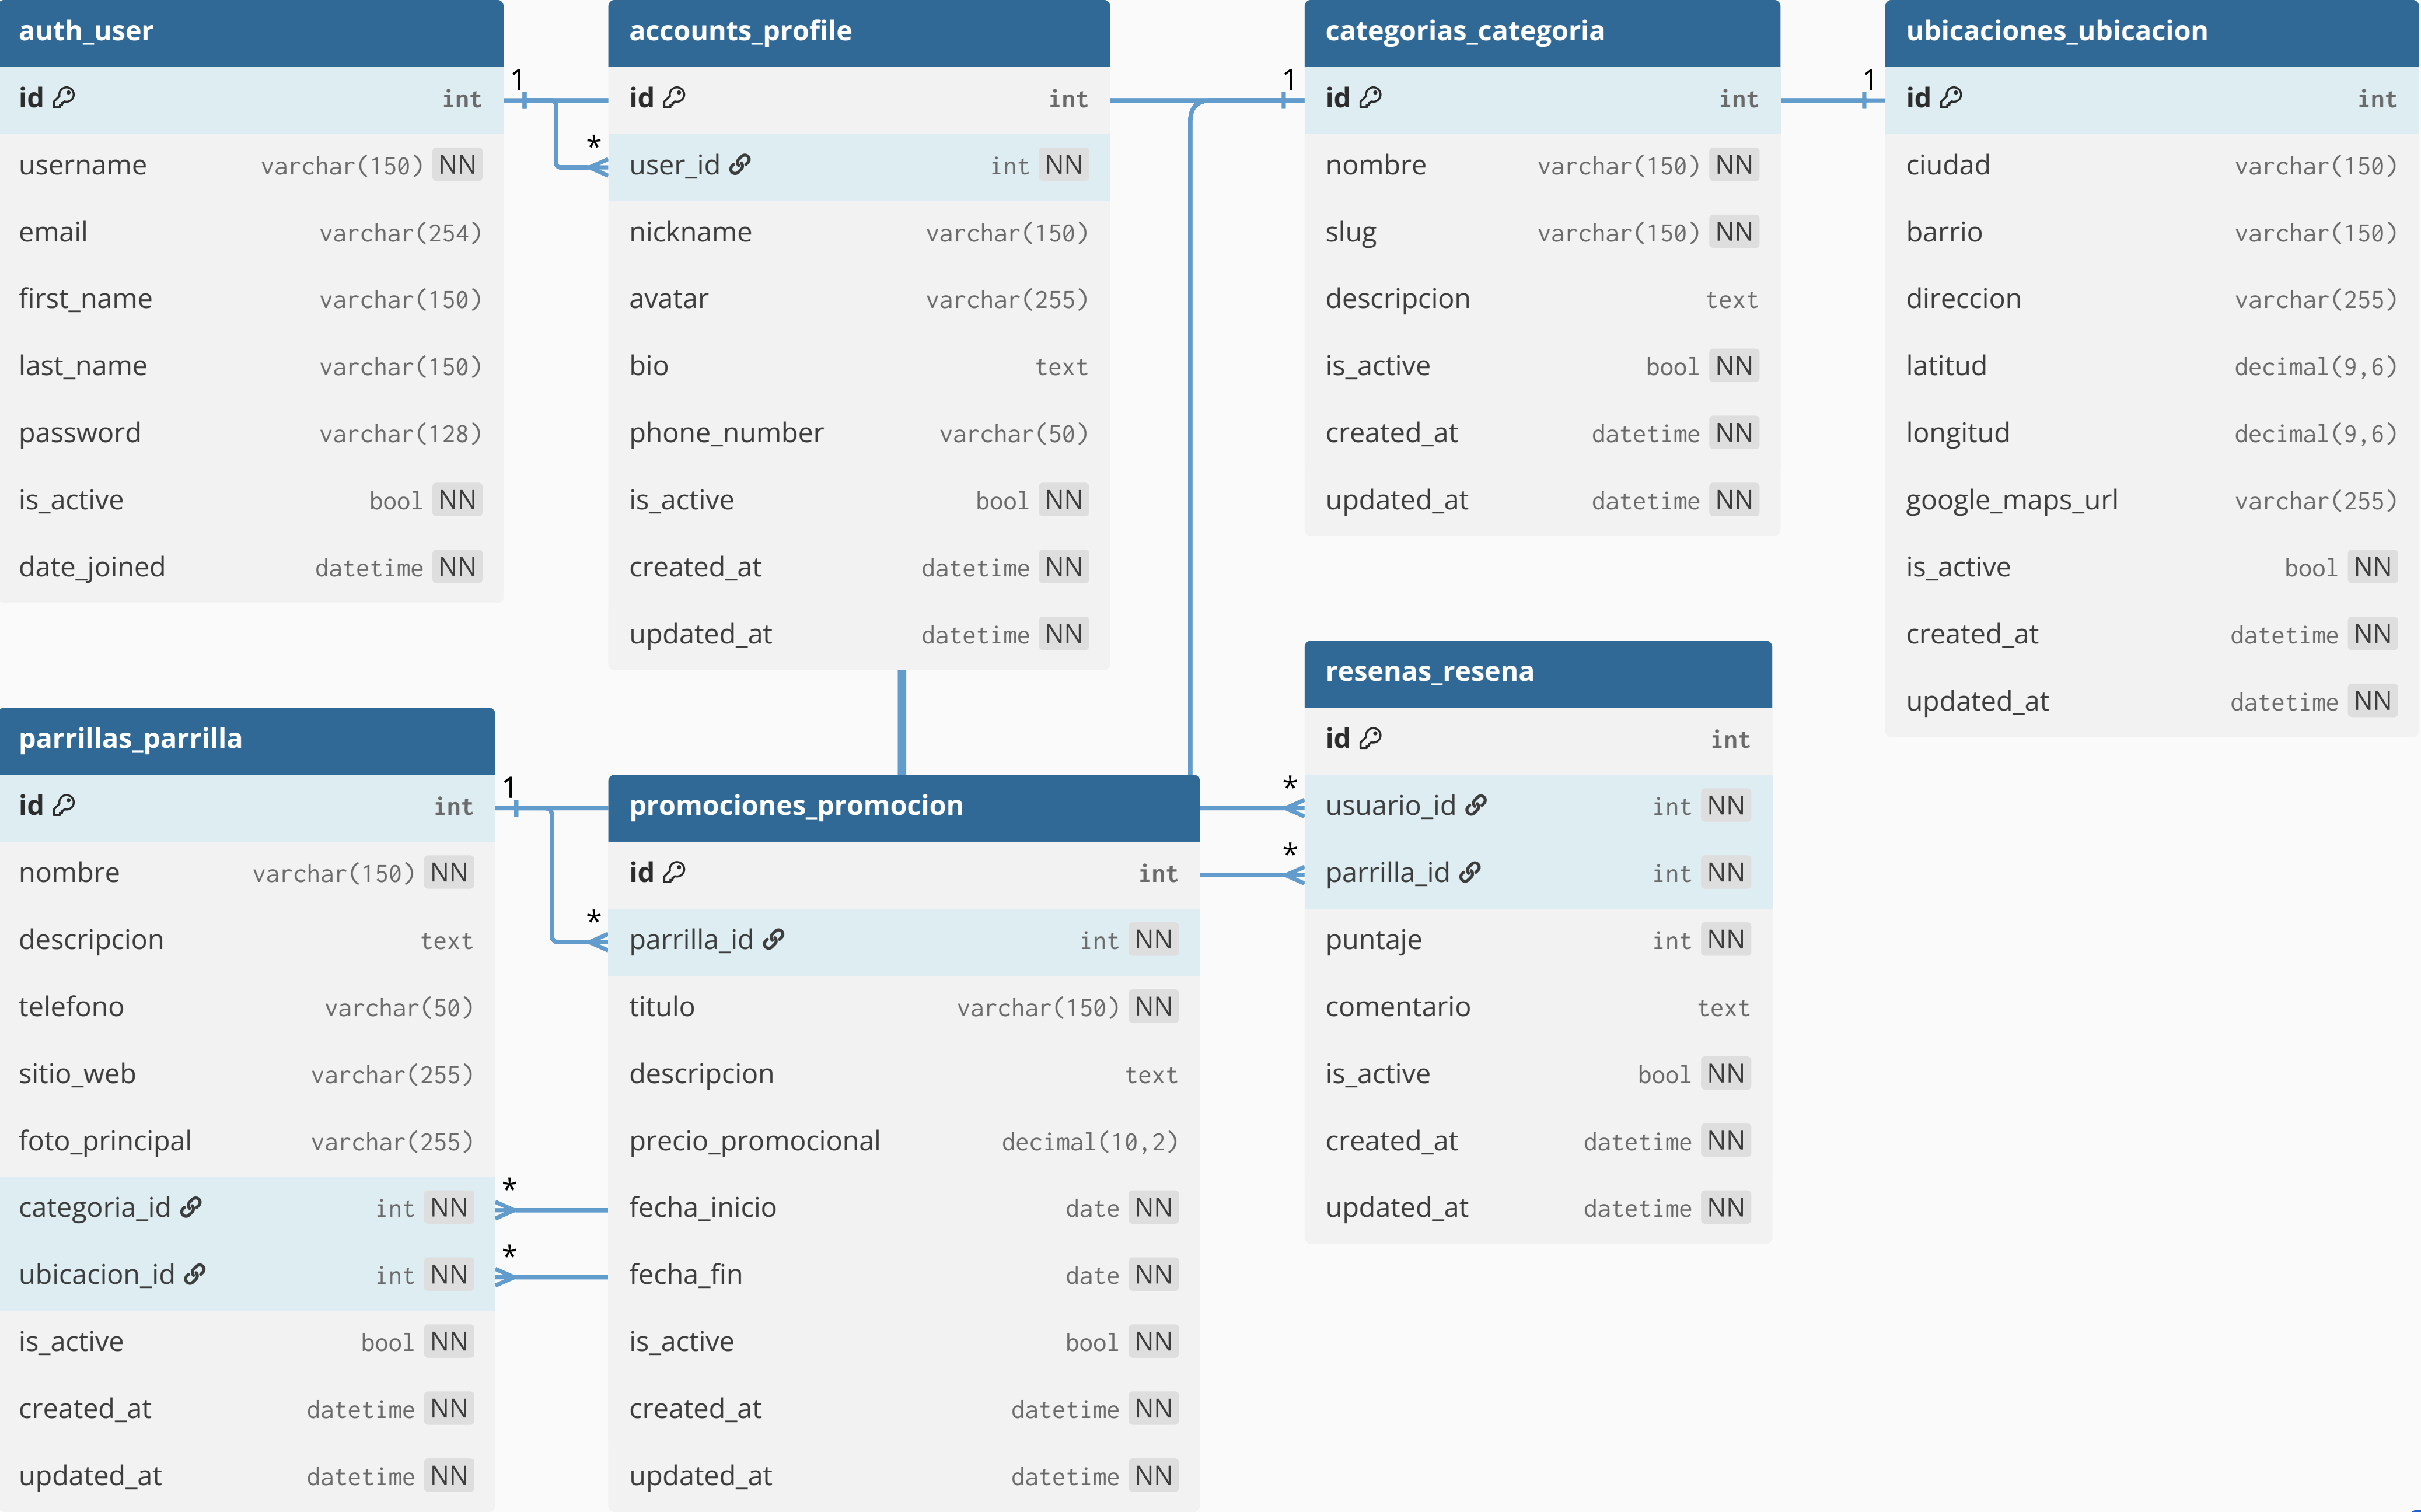 auth_user
id int
username varchar(150) NN
email varchar(254)
first_name varchar(150)
last_name varchar(150)
password varchar(128)
is_active bool NN
date_joined datetime NN
1
*
accounts_profile
id int
user_id int NN
nickname varchar(150)
avatar varchar(255)
bio text
phone_number varchar(50)
is_active bool NN
created_at datetime NN
updated_at datetime NN
1
categorias_categoria
id int
nombre varchar(150) NN
slug varchar(150) NN
descripcion text
is_active bool NN
created_at datetime NN
updated_at datetime NN
1
ubicaciones_ubicacion
id int
ciudad varchar(150)
barrio varchar(150)
direccion varchar(255)
latitud decimal(9,6)
longitud decimal(9,6)
google_maps_url varchar(255)
is_active bool NN
created_at datetime NN
updated_at datetime NN
parrillas_parrilla
id int
nombre varchar(150) NN
descripcion text
telefono varchar(50)
sitio_web varchar(255)
foto_principal varchar(255)
categoria_id int NN
ubicacion_id int NN
is_active bool NN
created_at datetime NN
updated_at datetime NN
1
*
*
*
promociones_promocion
id int
parrilla_id int NN
titulo varchar(150) NN
descripcion text
precio_promocional decimal(10,2)
fecha_inicio date NN
fecha_fin date NN
is_active bool NN
created_at datetime NN
updated_at datetime NN
*
*
resenas_resena
id int
usuario_id int NN
parrilla_id int NN
puntaje int NN
comentario text
is_active bool NN
created_at datetime NN
updated_at datetime NN